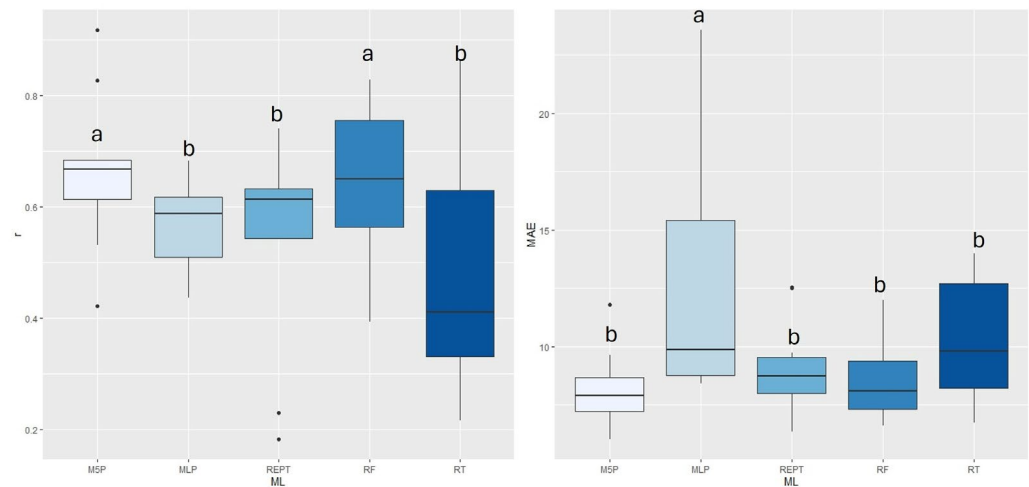 a
b
b
a
b
0.8
0.6
0.4
0.2
r
M5P MLP REPT RF RT
ML
a
b
b
b
b
20
15
10
MAE
M5P MLP REPT RF RT
ML